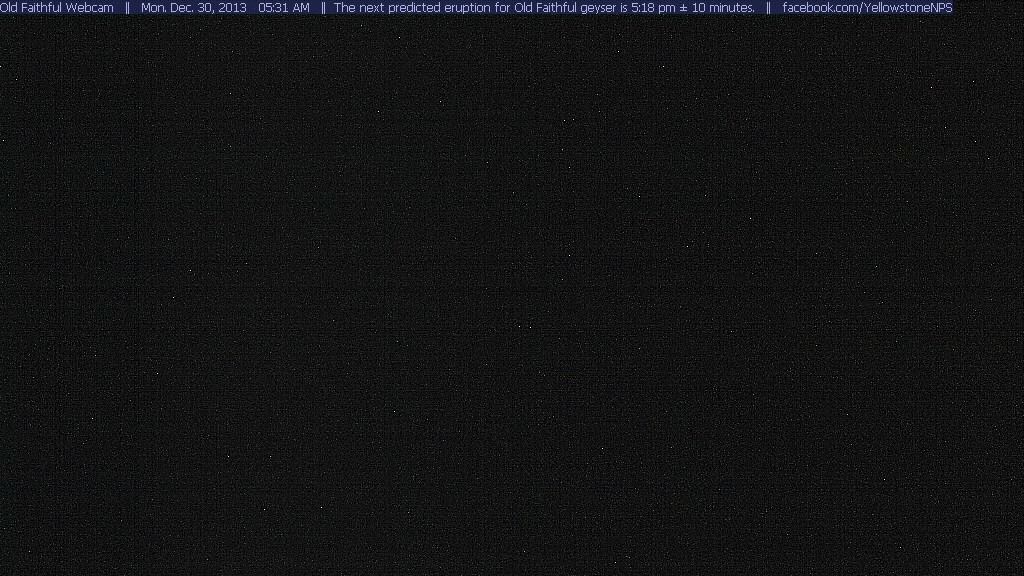 Old Faithful Webcam || Mon. Dec. 30, 2013 05:31 AM || The next predicted eruption for Old Faithful geyser is 5:18 pm ± 10 minutes. || facebook.com/YellowstoneNPS